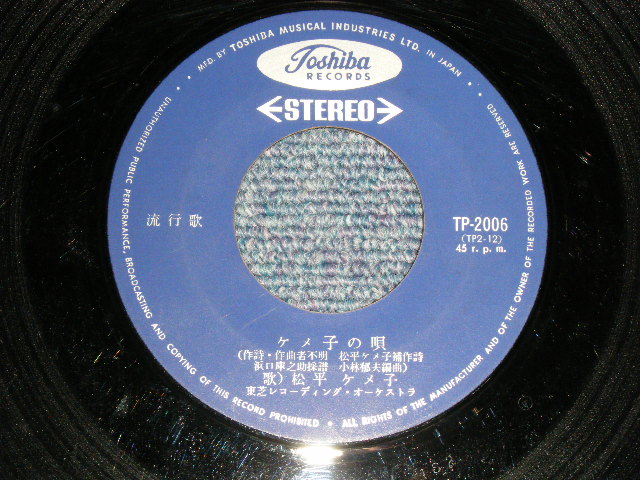 MFD. BY TOSHIBA MUSICAL INDUSTRIES LTD. IN JAPAN
Toshiba
RECORDS
STEREO
流行歌
TP-2006
(TP2-12)
45 r. p. m.
ケメ子の唄
(作詩・作曲者不明 松平ケメ子補作詩
浜口庫之助採譜 小林郁夫編曲)
歌) 松平 ケメ子
東芝レコーディング・オーケストラ
UNAUTHORIZED PUBLIC PERFORMANCE, BROADCASTING AND COPYING OF THIS RECORD PROHIBITED • ALL RIGHTS OF THE MANUFACTURER AND OF THE OWNER OF THE RECORDED WORK ARE RESERVED